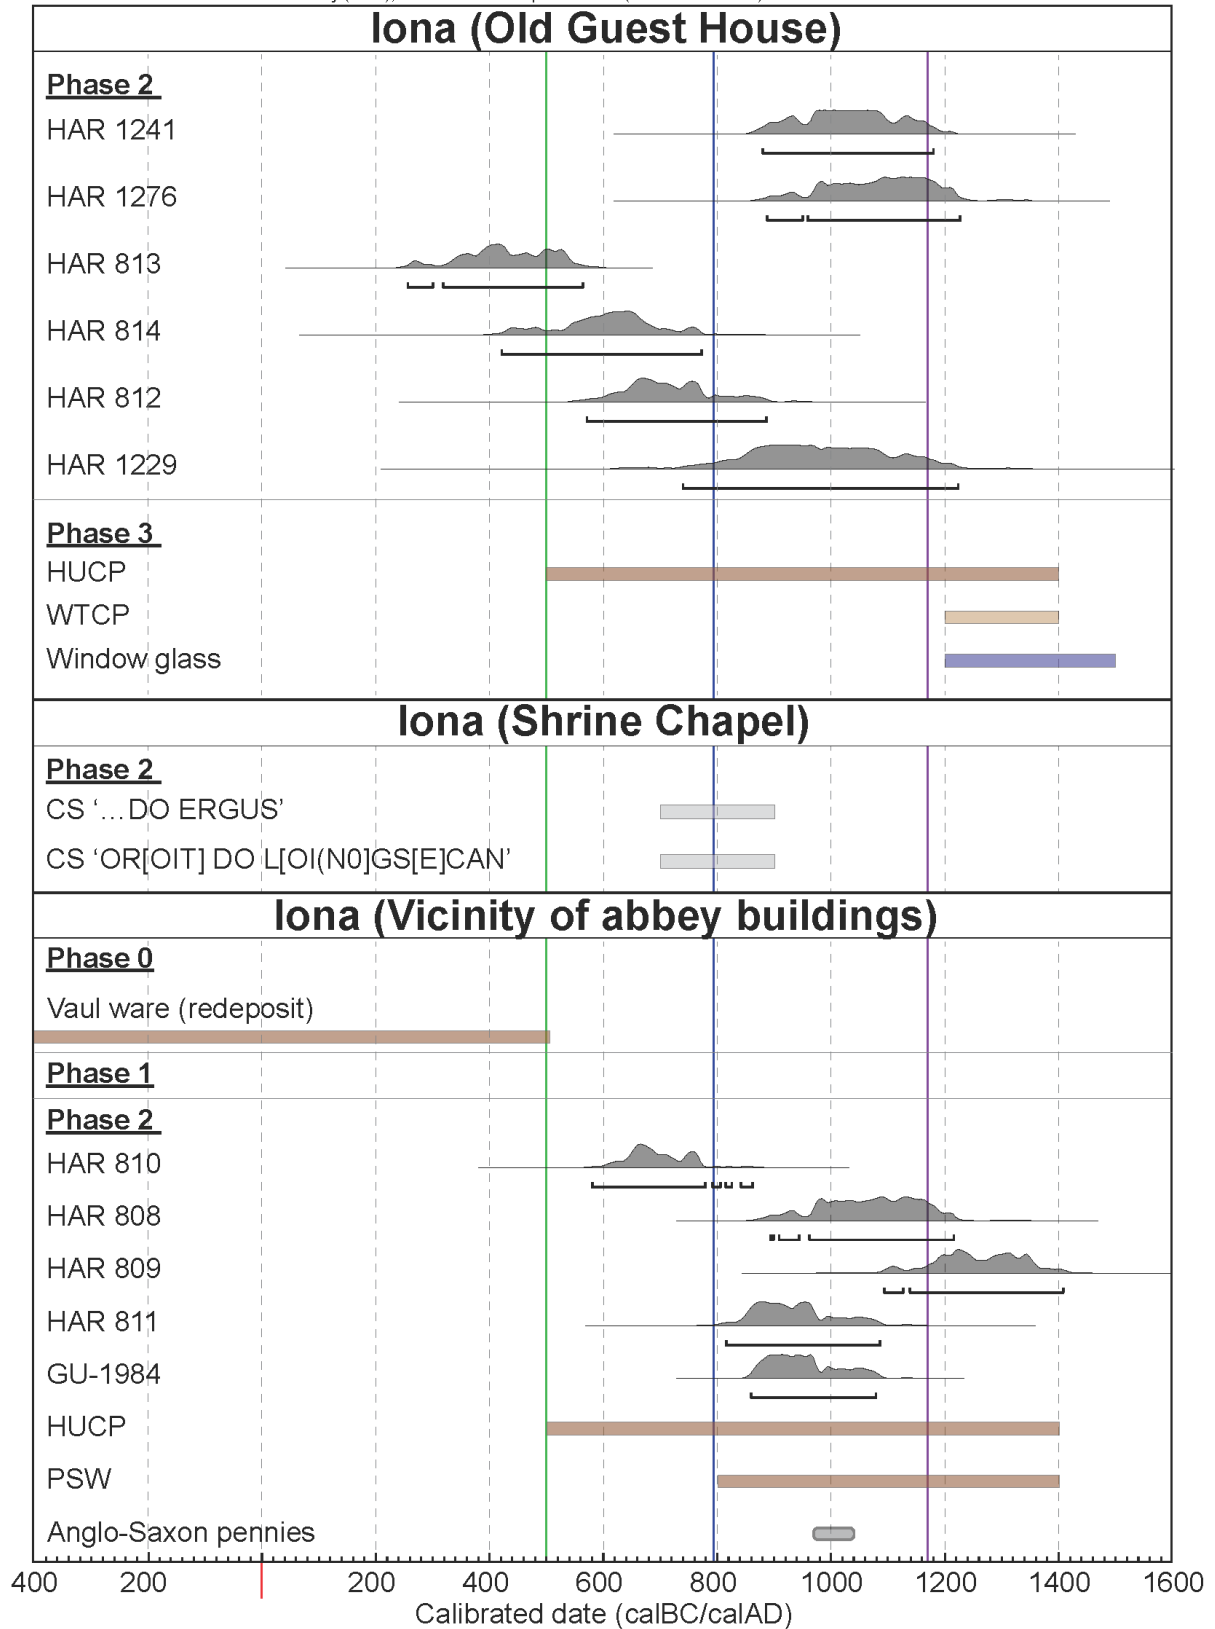 Iona (Old Guest House)
Phase 2
HAR 1241
HAR 1276
HAR 813
HAR 814
HAR 812
HAR 1229
Phase 3
HUCP
WTCP
Window glass
Iona (Shrine Chapel)
Phase 2
CS ‘…DO ERGUS’
CS ‘OR[OIT] DO L[OI(N0]GS[E]CAN’
Iona (Vicinity of abbey buildings)
Phase 0
Vaul ware (redeposit)
Phase 1
Phase 2
HAR 810
HAR 808
HAR 809
HAR 811
GU-1984
HUCP
PSW
Anglo-Saxon pennies
400 200 200 400 600 800 1000 1200 1400 1600
Calibrated date (calBC/calAD)